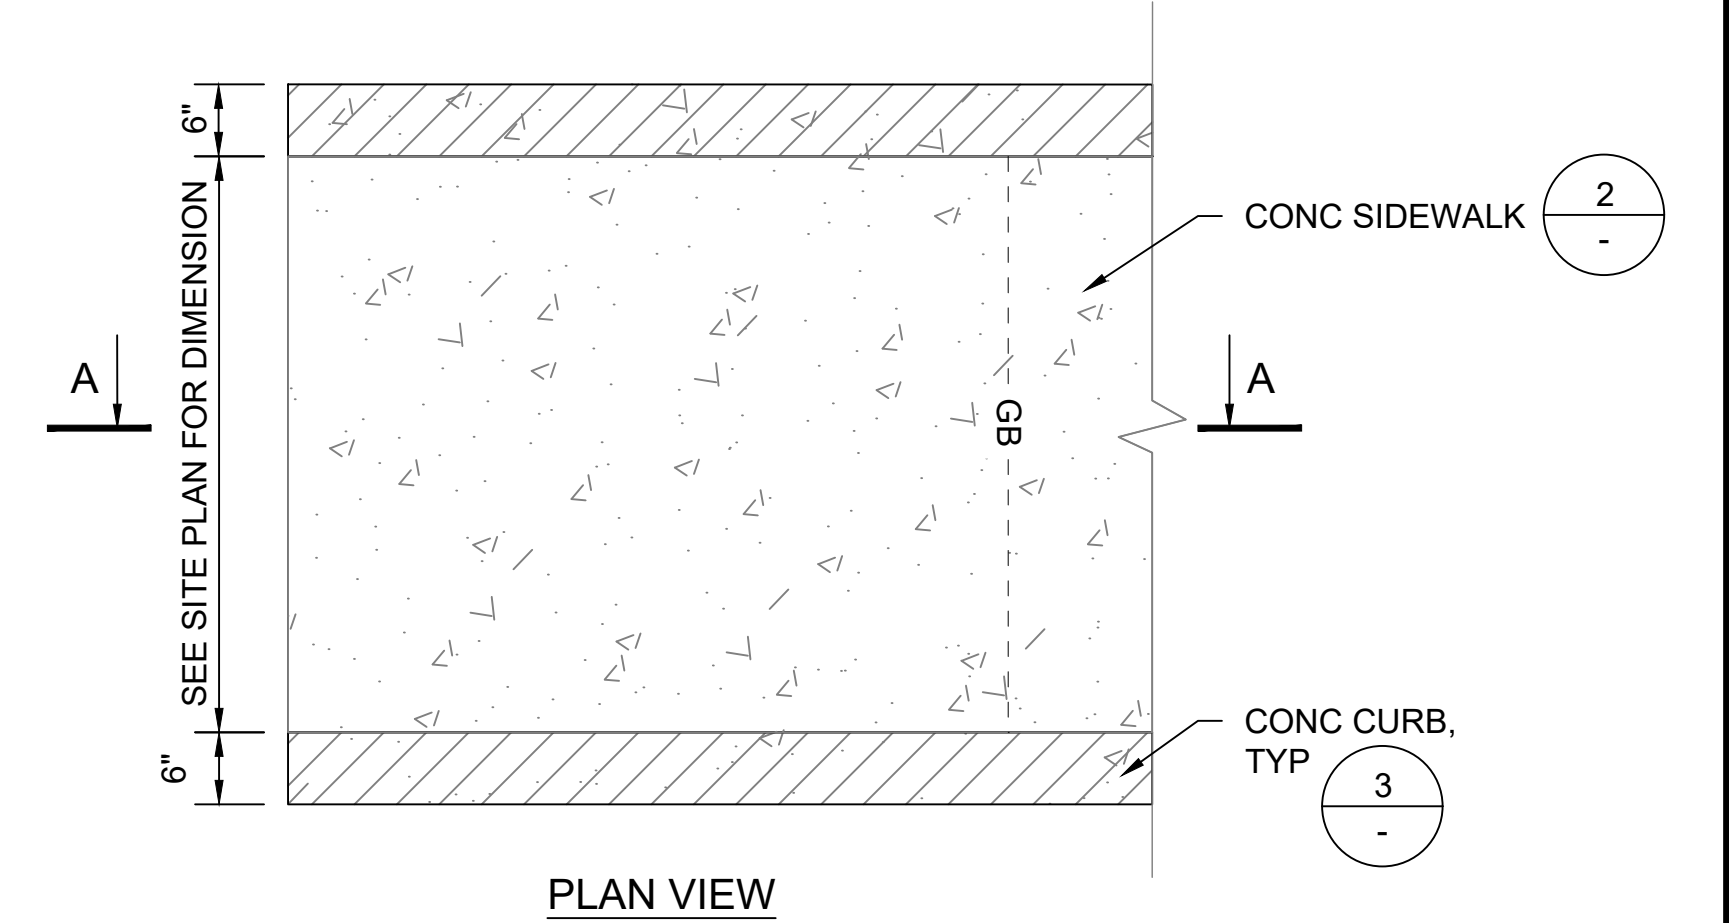 6"
SEE SITE PLAN FOR DIMENSION
6"
A
GB
A
CONC SIDEWALK
2
-
CONC CURB,
TYP
3
-
PLAN VIEW